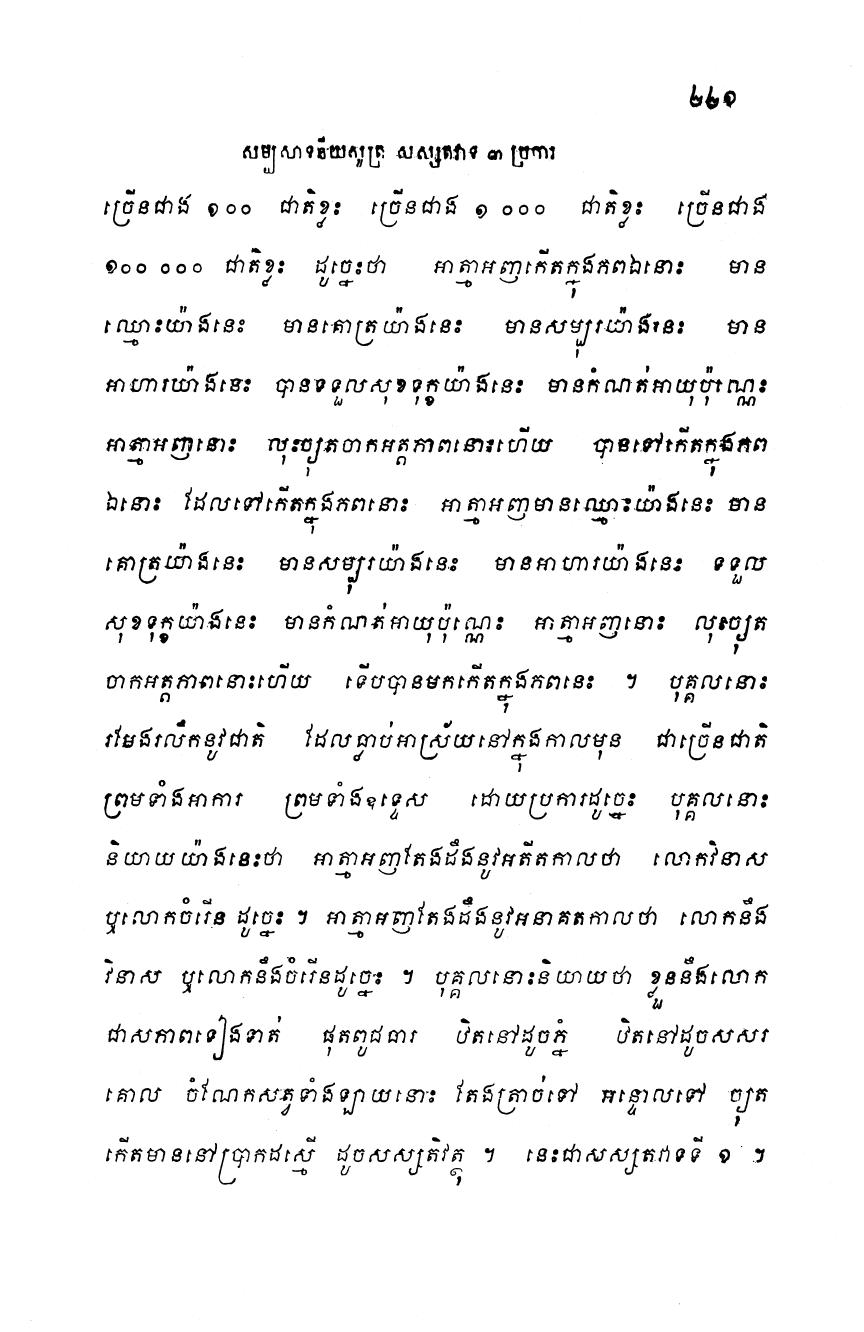 ២២១
សម្បសាទនីយសូត្រ សស្សតវាទ ៣ ប្រការ
ច្រើនជាង ១០០ ជាតិខ្លះ ច្រើនជាង ១ ០០០ ជាតិខ្លះ ច្រើនជាង
១០០ ០០០ ជាតិខ្លះ ដូច្នេះថា អាត្មាអញកើតក្នុងភពឯនោះ មាន
ឈ្មោះយ៉ាងនេះ មានគោត្រយ៉ាងនេះ មានសម្បុរយ៉ាងនេះ មាន
អាហារយ៉ាងនេះ បានទទួលសុខទុក្ខយ៉ាងនេះ មានកំណត់អាយុប៉ុណ្ណេះ
អាត្មាអញនោះ លុះច្យុតចាកអត្តភាពនោះហើយ បានទៅកើតក្នុងភព
ឯនោះ ដែលទៅកើតក្នុងភពនោះ អាត្មាអញមានឈ្មោះយ៉ាងនេះ មាន
គោត្រយ៉ាងនេះ មានសម្បុរយ៉ាងនេះ មានអាហារយ៉ាងនេះ ទទួល
សុខទុក្ខយ៉ាងនេះ មានកំណត់អាយុប៉ុណ្ណេះ អាត្មាអញនោះ លុះច្យុត
ចាកអត្តភាពនោះហើយ ទើបបានមកកើតក្នុងភពនេះ ។ បុគ្គលនោះ
រមែងរលឹកនូវជាតិ ដែលធ្លាប់អាស្រ័យនៅក្នុងកាលមុន ជាច្រើនជាតិ
ព្រមទាំងអាការ ព្រមទាំងឧទ្ទេស ដោយប្រការដូច្នេះ បុគ្គលនោះ
និយាយយ៉ាងនេះថា អាត្មាអញតែងដឹងនូវអតីតកាលថា លោកវិនាស
ឬលោកចំរើន ដូច្នេះ ។ អាត្មាអញតែងដឹងនូវអនាគតកាលថា លោកនឹង
វិនាស ឬលោកនឹងចំរើនដូច្នេះ ។ បុគ្គលនោះនិយាយថា ខ្លួននឹងលោក
ជាសភាពទៀងទាត់ ផុតពូជធារ ឋិតនៅដូចភ្នំ ឋិតនៅដូចសសរ
គោល ចំណែកសត្វទាំងឡាយនោះ តែងត្រាច់ទៅ អន្ទោលទៅ ច្យុត
កើតមាននៅប្រាកដស្មើ ដូចសស្សតិវត្ថុ ។ នេះជាសស្សតវាទទី ១ ។